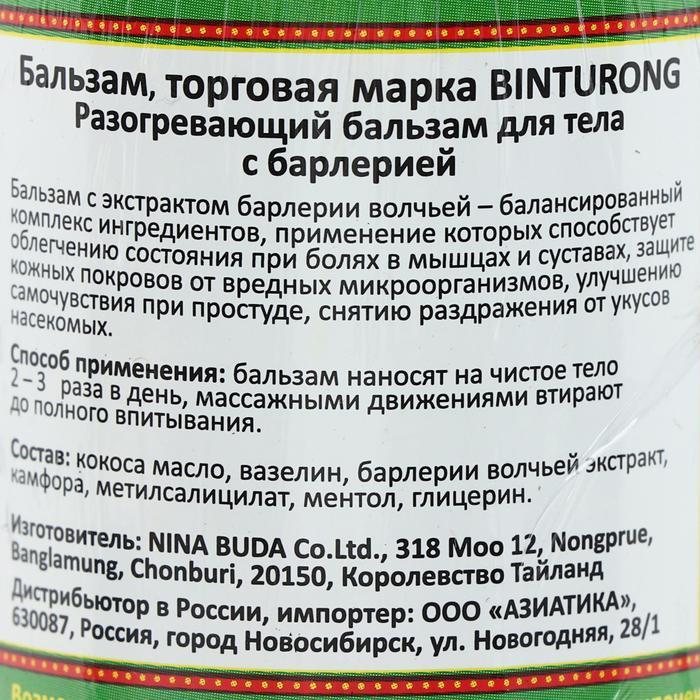 Бальзам, торговая марка BINTURONG
Разогревающий бальзам для тела
с барлерией
Бальзам с экстрактом барлерии волчьей – балансированный
комплекс ингредиентов, применение которых способствует
облегчению состояния при болях в мышцах и суставах, защите
кожных покровов от вредных микроорганизмов, улучшению
самочувствия при простуде, снятию раздражения от укусов
насекомых.
Способ применения: бальзам наносят на чистое тело
2 – 3 раза в день, массажными движениями втирают
до полного впитывания.
Состав: кокоса масло, вазелин, барлерии волчьей экстракт,
камфора, метилсалицилат, ментол, глицерин.
Изготовитель: NINA BUDA Co.Ltd., 318 Moo 12, Nongprue,
Banglamung, Chonburi, 20150, Королевство Тайланд
Дистрибьютор в России, импортер: ООО «АЗИАТИКА»,
630087, Россия, город Новосибирск, ул. Новогодняя, 28/1